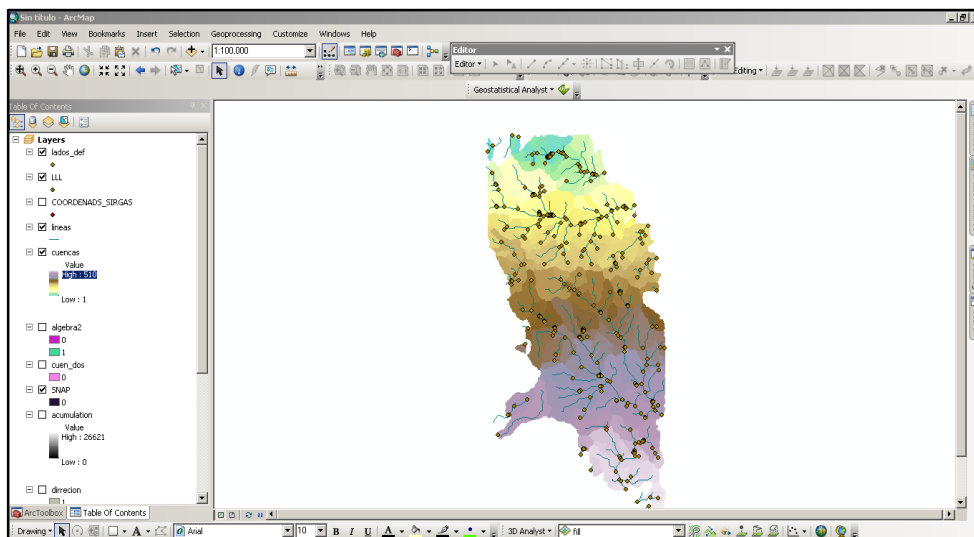 Sin título - ArcMap
File Edit View Bookmarks Insert Selection Geoprocessing Customize Windows Help
1:100,000
Editor
Editor
Editing
Geostatistical Analyst
Table Of Contents
Layers
lados_def
LLL
COORDENADS_SIRGAS
lineas
cuencas
Value
High : 510
Low : 1
algebra2
0
1
cuen_dos
0
SNAP
0
acumulation
Value
High : 26621
Low : 0
dirrecion
1
ArcToolbox Table Of Contents
Drawing A Arial 10 B I U A 3D Analyst fill